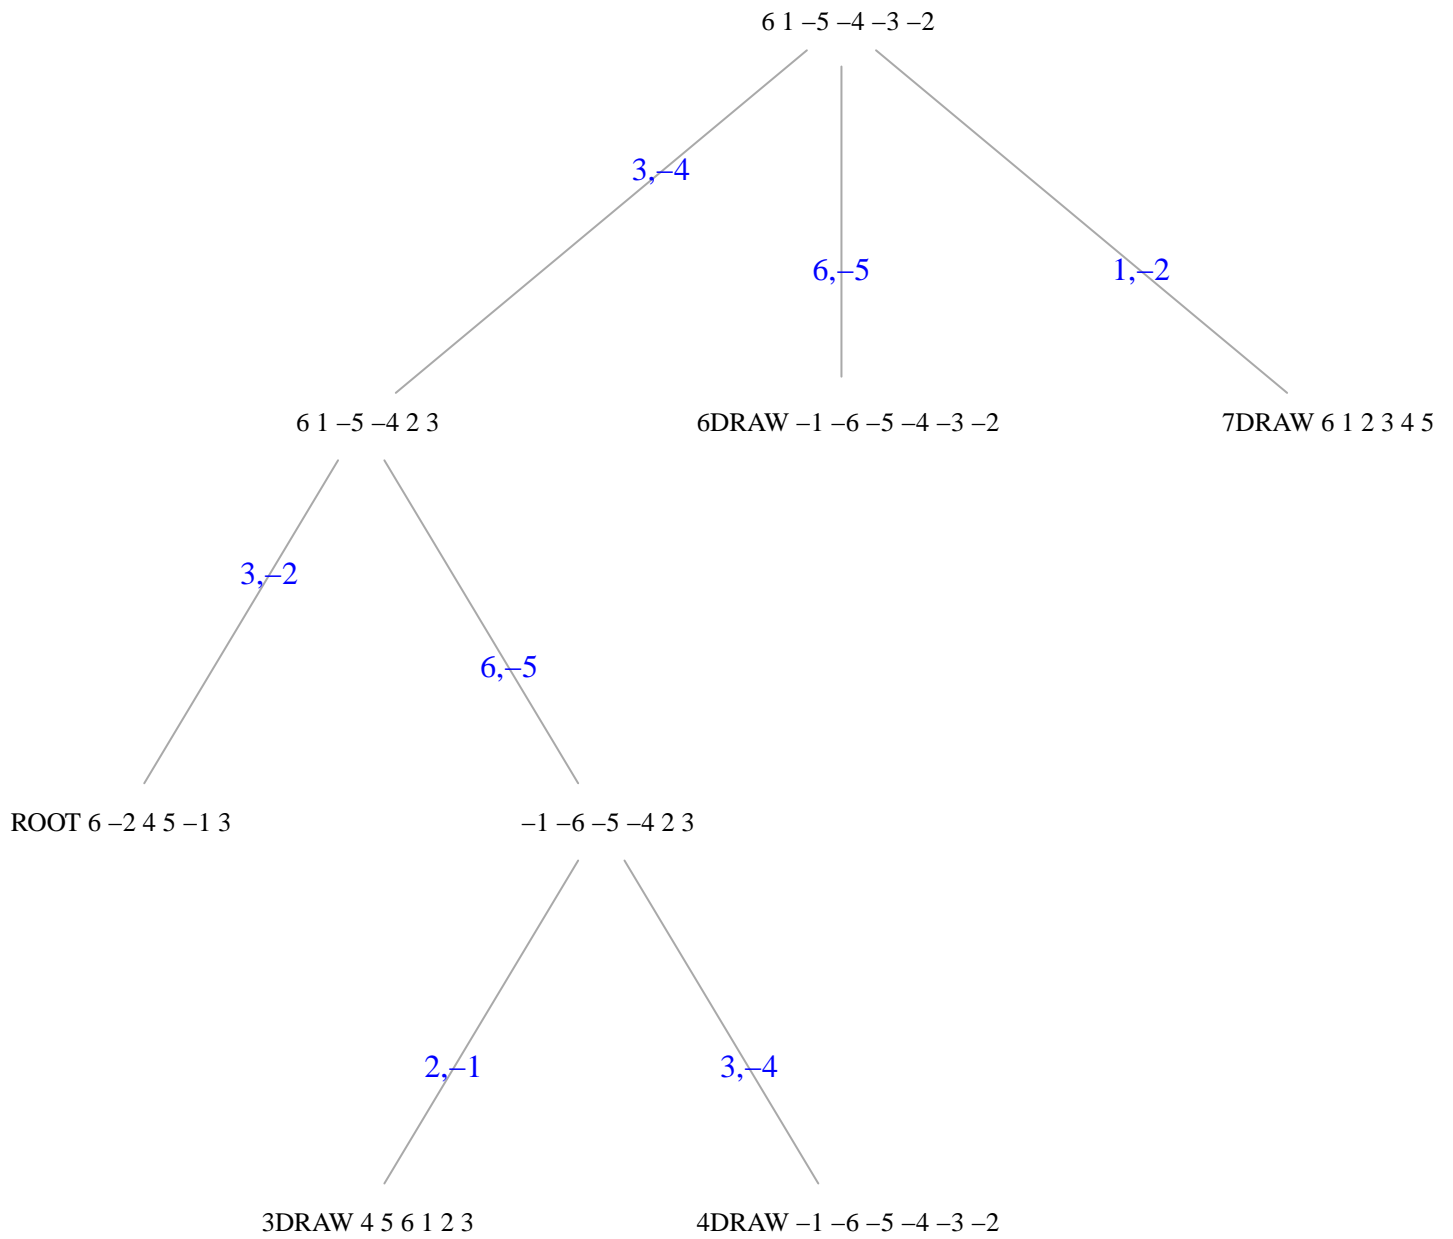 6 1 –5 –4 –3 –2
3,–4
6,–5
1,–2
6 1 –5 –4 2 3
6DRAW –1 –6 –5 –4 –3 –2
7DRAW 6 1 2 3 4 5
3,–2
6,–5
ROOT 6 –2 4 5 –1 3
–1 –6 –5 –4 2 3
2,–1
3,–4
3DRAW 4 5 6 1 2 3
4DRAW –1 –6 –5 –4 –3 –2